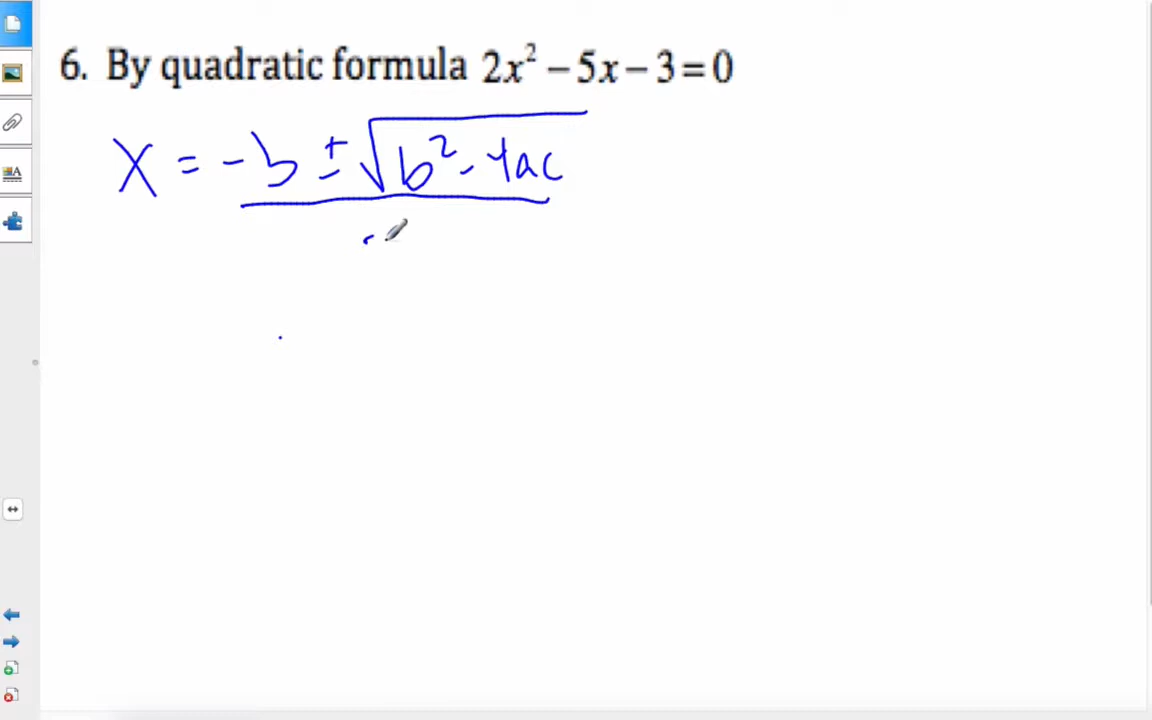 6. By quadratic formula 2x² − 5x − 3 = 0
X = -b ± √b² - 4ac